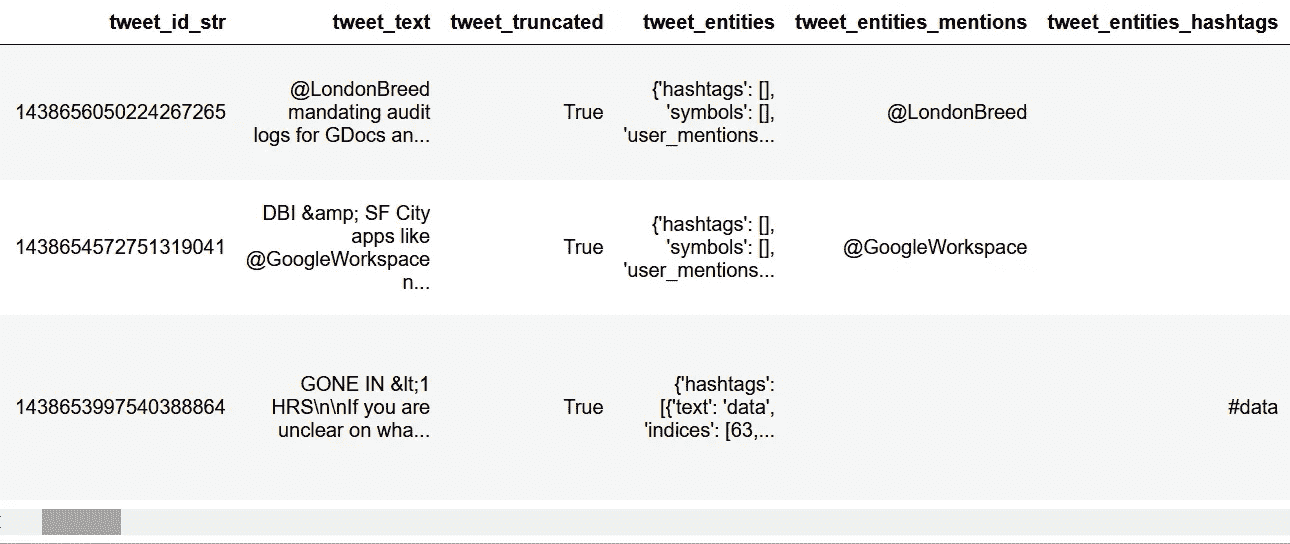 tweet_id_str tweet_text tweet_truncated tweet_entities tweet_entities_mentions tweet_entities_hashtags
@LondonBreed {'hashtags': [],
1438656050224267265 mandating audit True 'symbols': [], @LondonBreed
logs for GDocs an... 'user_mentions...
DBI &amp; SF City {'hashtags': [],
1438654572751319041 apps like True 'symbols': [], @GoogleWorkspace
@GoogleWorkspace 'user_mentions...
n...
GONE IN &lt;1 {'hashtags':
1438653997540388864 HRS\n\nIf you are True [{'text': 'data', #data
unclear on wha... 'indices': [63,...